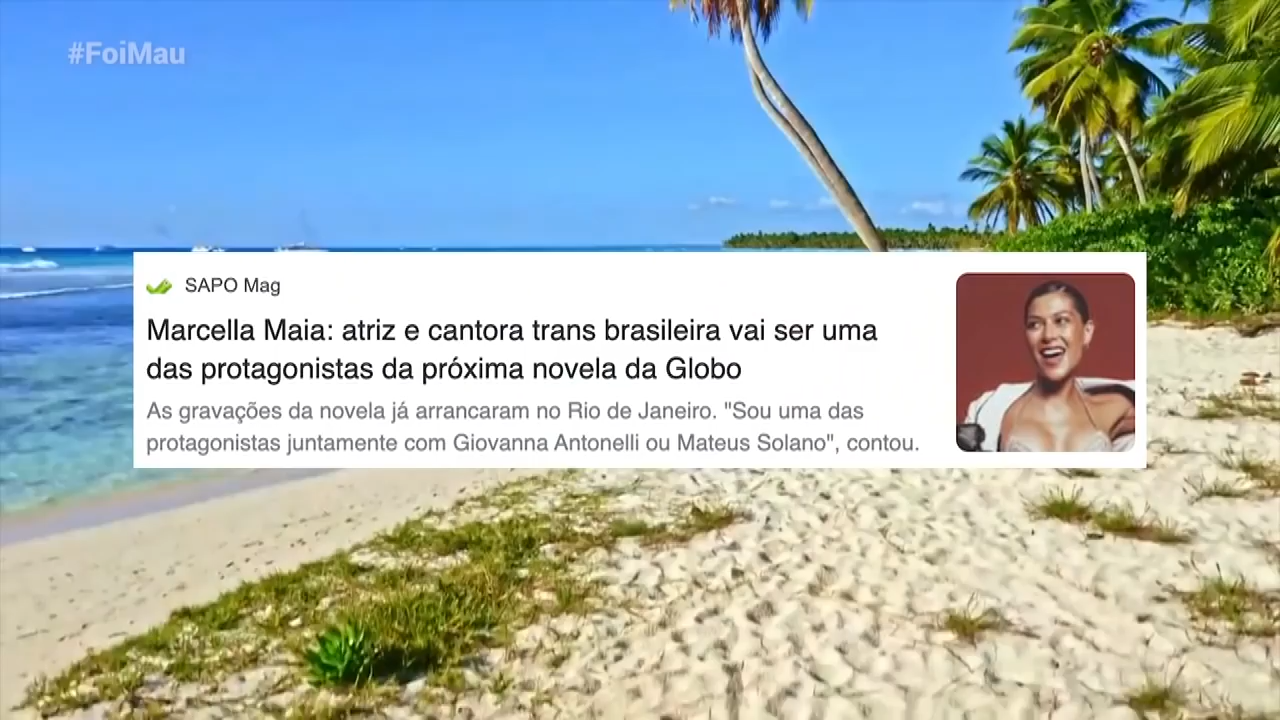 #FoiMau
SAPO Mag
Marcella Maia: atriz e cantora trans brasileira vai ser uma
das protagonistas da próxima novela da Globo
As gravações da novela já arrancaram no Rio de Janeiro. "Sou uma das
protagonistas juntamente com Giovanna Antonelli ou Mateus Solano", contou.